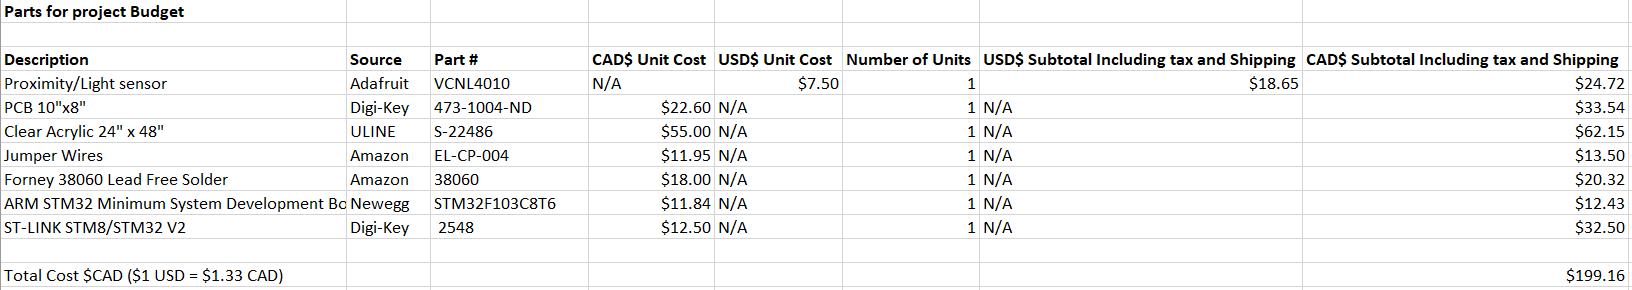 Parts for project Budget
Description Source Part # CAD$ Unit Cost USD$ Unit Cost Number of Units USD$ Subtotal Including tax and Shipping CAD$ Subtotal Including tax and Shipping
Proximity/Light sensor Adafruit VCNL4010 N/A $7.50 1 $18.65 $24.72
PCB 10"x8" Digi-Key 473-1004-ND $22.60 N/A 1 N/A $33.54
Clear Acrylic 24" x 48" ULINE S-22486 $55.00 N/A 1 N/A $62.15
Jumper Wires Amazon EL-CP-004 $11.95 N/A 1 N/A $13.50
Forney 38060 Lead Free Solder Amazon 38060 $18.00 N/A 1 N/A $20.32
ARM STM32 Minimum System Development Bo Newegg STM32F103C8T6 $11.84 N/A 1 N/A $12.43
ST-LINK STM8/STM32 V2 Digi-Key 2548 $12.50 N/A 1 N/A $32.50
Total Cost $CAD ($1 USD = $1.33 CAD) $199.16